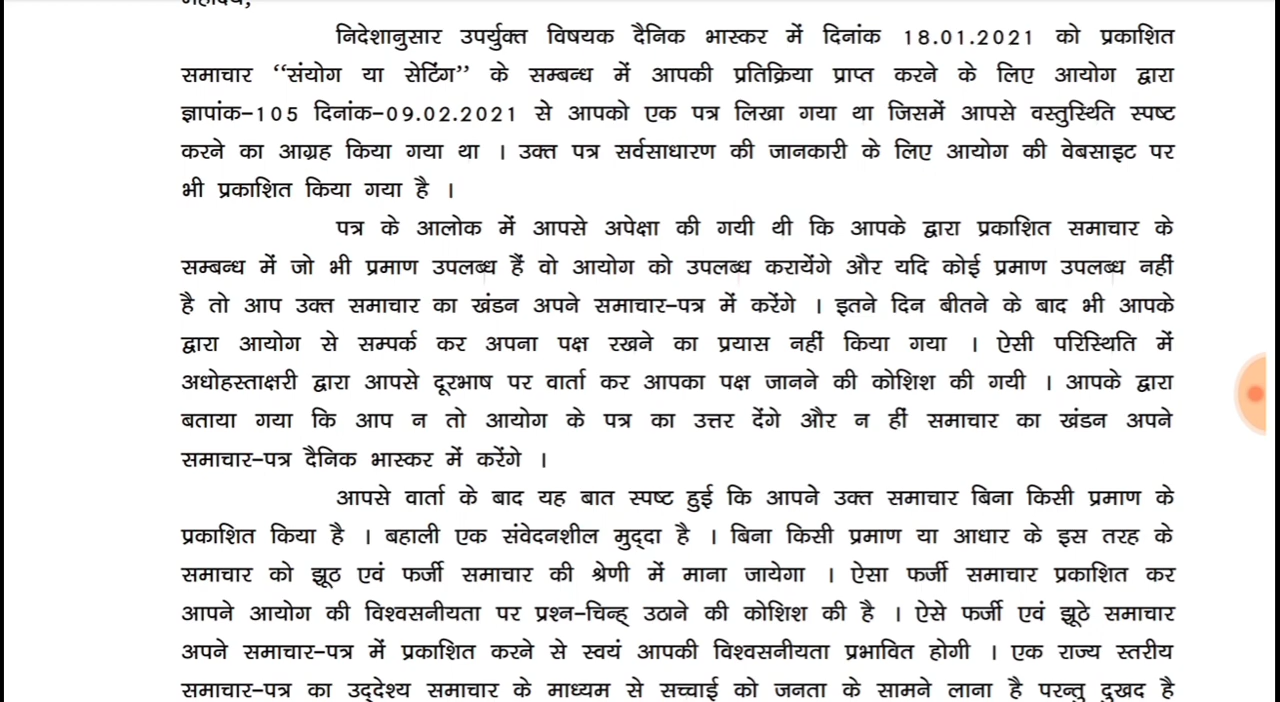 महोदय,
निदेशानुसार उपर्युक्त विषयक दैनिक भास्कर में दिनांक 18.01.2021 को प्रकाशित
समाचार “संयोग या सेटिंग” के सम्बन्ध में आपकी प्रतिक्रिया प्राप्त करने के लिए आयोग द्वारा
ज्ञापांक-105 दिनांक-09.02.2021 से आपको एक पत्र लिखा गया था जिसमें आपसे वस्तुस्थिति स्पष्ट
करने का आग्रह किया गया था । उक्त पत्र सर्वसाधारण की जानकारी के लिए आयोग की वेबसाइट पर
भी प्रकाशित किया गया है ।
पत्र के आलोक में आपसे अपेक्षा की गयी थी कि आपके द्वारा प्रकाशित समाचार के
सम्बन्ध में जो भी प्रमाण उपलब्ध हैं वो आयोग को उपलब्ध करायेंगे और यदि कोई प्रमाण उपलब्ध नहीं
है तो आप उक्त समाचार का खंडन अपने समाचार-पत्र में करेंगे । इतने दिन बीतने के बाद भी आपके
द्वारा आयोग से सम्पर्क कर अपना पक्ष रखने का प्रयास नहीं किया गया । ऐसी परिस्थिति में
अधोहस्ताक्षरी द्वारा आपसे दूरभाष पर वार्ता कर आपका पक्ष जानने की कोशिश की गयी । आपके द्वारा
बताया गया कि आप न तो आयोग के पत्र का उत्तर देंगे और न हीं समाचार का खंडन अपने
समाचार-पत्र दैनिक भास्कर में करेंगे ।
आपसे वार्ता के बाद यह बात स्पष्ट हुई कि आपने उक्त समाचार बिना किसी प्रमाण के
प्रकाशित किया है । बहाली एक संवेदनशील मुद्‌दा है । बिना किसी प्रमाण या आधार के इस तरह के
समाचार को झूठ एवं फर्जी समाचार की श्रेणी में माना जायेगा । ऐसा फर्जी समाचार प्रकाशित कर
आपने आयोग की विश्वसनीयता पर प्रश्न-चिन्ह् उठाने की कोशिश की है । ऐसे फर्जी एवं झूठे समाचार
अपने समाचार-पत्र में प्रकाशित करने से स्वयं आपकी विश्वसनीयता प्रभावित होगी । एक राज्य स्तरीय
समाचार-पत्र का उद्‌देश्य समाचार के माध्यम से सच्चाई को जनता के सामने लाना है परन्तु दुखद है